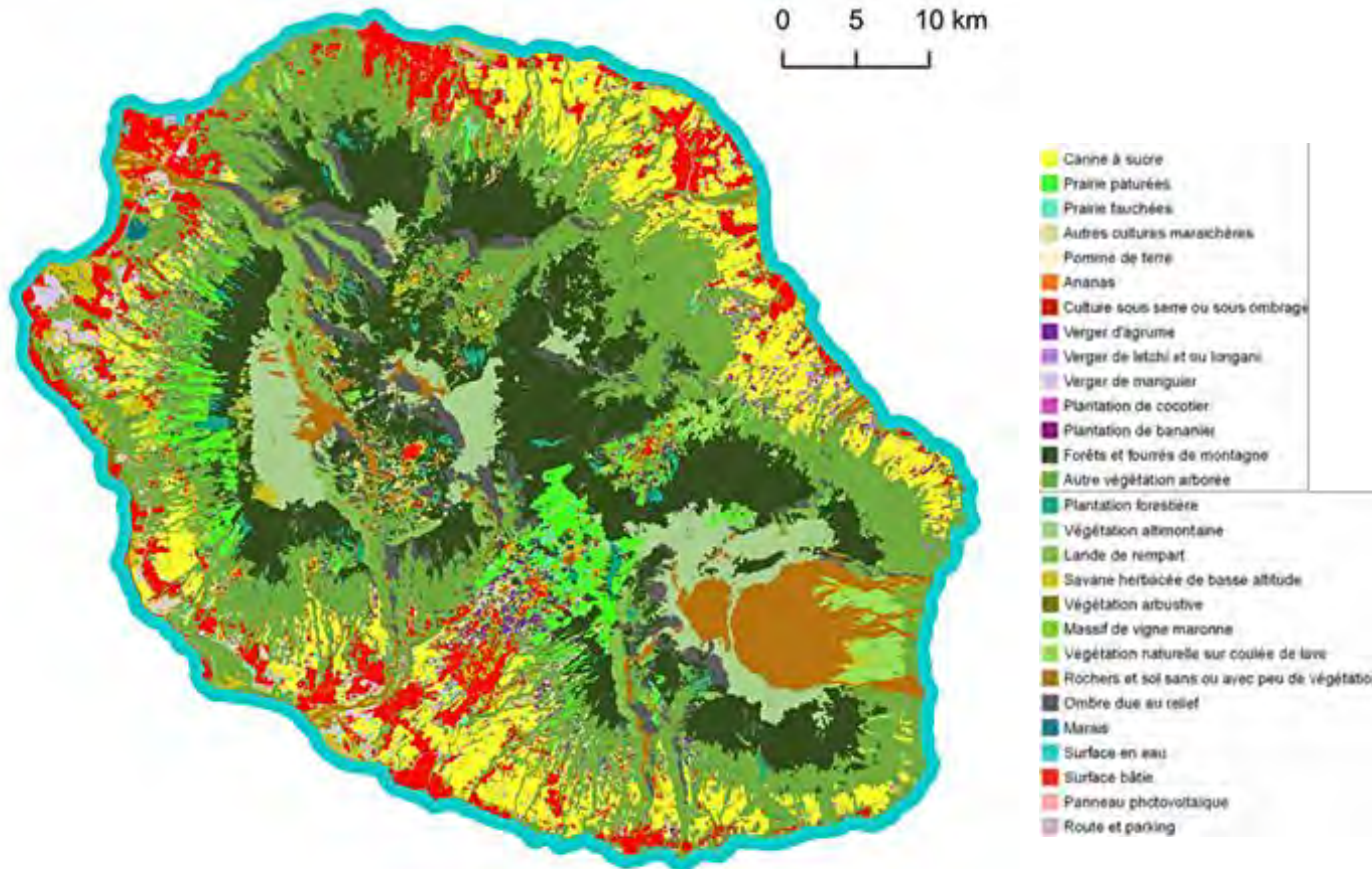 0 5 10 km
Canne à sucre
Prairie paturées
Prairie fauchées
Autres cultures maraichères
Pomme de terre
Ananas
Culture sous serre ou sous ombrage
Verger d'agrume
Verger de letchi et ou longani
Verger de manguier
Plantation de cocotier
Plantation de bananier
Forêts et fourrés de montagne
Autre végétation arborée
Plantation forestière
Végétation altimontaine
Lande de rempart
Savane herbacée de basse altitude
Végétation arbustive
Massif de vigne maronne
Végétation naturelle sur coulée de lave
Rochers et sol sans ou avec peu de végétatio
Ombre due au relief
Marais
Surface en eau
Surface bâtie
Panneau photovoltaïque
Route et parking